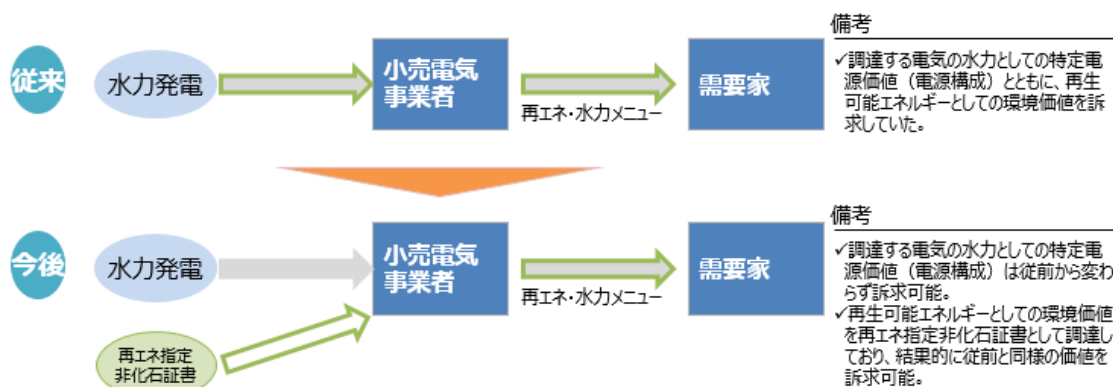 従来
水力発電
小売電気
事業者
再エネ・水力メニュー
需要家
備考
✓調達する電気の水力としての特定電
源価値（電源構成）とともに、再生
可能エネルギーとしての環境価値を訴
求していた。
今後
水力発電
再エネ指定
非化石証書
小売電気
事業者
再エネ・水力メニュー
需要家
備考
✓調達する電気の水力としての特定電
源価値（電源構成）は従前から変わ
らず訴求可能。
✓再生可能エネルギーとしての環境価値
を再エネ指定非化石証書として調達し
ており、結果的に従前と同様の価値を
訴求可能。